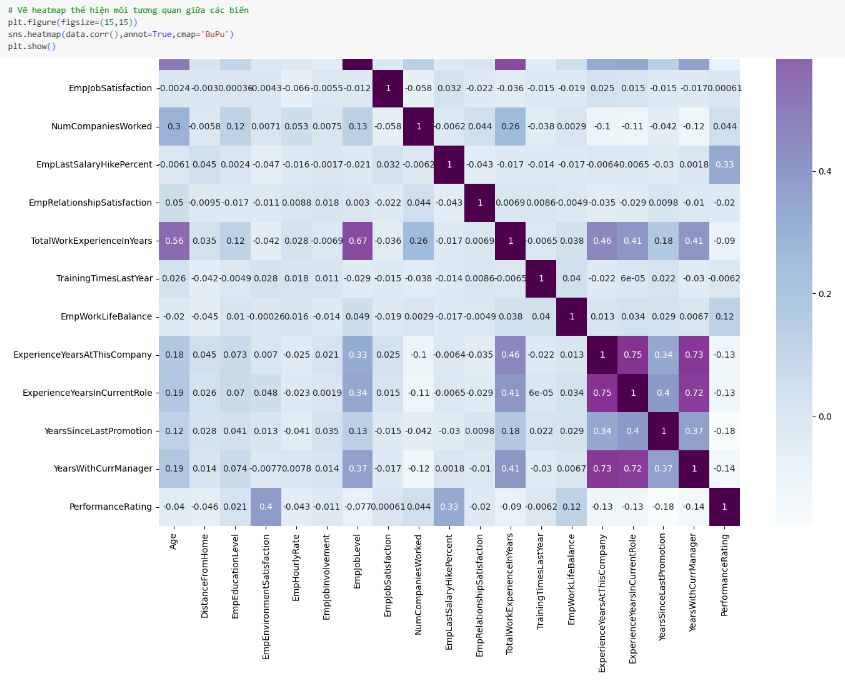 # Vẽ heatmap thể hiện mối tương quan giữa các biến
plt.figure(figsize=(15,15))
sns.heatmap(data.corr(),annot=True,cmap='BuPu')
plt.show()
EmpJobSatisfaction -0.0024 -0.003 0.00036 -0.0043 -0.066 -0.0055 -0.012 1 -0.058 0.032 -0.022 -0.036 -0.015 -0.019 0.025 0.015 -0.015 -0.017 0.00061
NumCompaniesWorked 0.3 -0.0058 0.12 0.0071 0.053 0.0075 0.13 -0.058 1 -0.0062 0.044 0.26 -0.038 0.0029 -0.1 -0.11 -0.042 -0.12 0.044
EmpLastSalaryHikePercent -0.0061 0.045 0.0024 -0.047 -0.016 -0.0017 -0.021 0.032 -0.0062 1 -0.043 -0.017 -0.014 -0.017 -0.0064 -0.0065 -0.03 0.0018 0.33
EmpRelationshipSatisfaction 0.05 -0.0095 -0.017 -0.011 0.0088 0.018 0.003 -0.022 0.044 -0.043 1 0.0069 0.0086 -0.0049 -0.035 -0.029 0.0098 -0.01 -0.02
TotalWorkExperienceInYears 0.56 0.035 0.12 -0.042 0.028 -0.0069 0.67 -0.036 0.26 -0.017 0.0069 1 -0.0065 0.038 0.46 0.41 0.18 0.41 -0.09
TrainingTimesLastYear 0.026 -0.042 -0.0049 0.028 0.018 0.011 -0.029 -0.015 -0.038 -0.014 0.0086 -0.0065 1 0.04 -0.022 6e-05 0.022 -0.03 -0.0062
EmpWorkLifeBalance -0.02 -0.045 0.01 -0.00026 0.016 -0.014 0.049 -0.019 0.0029 -0.017 -0.0049 0.038 0.04 1 0.013 0.034 0.029 0.0067 0.12
ExperienceYearsAtThisCompany 0.18 0.045 0.073 0.007 -0.025 0.021 0.33 0.025 -0.1 -0.0064 -0.035 0.46 -0.022 0.013 1 0.75 0.34 0.73 -0.13
ExperienceYearsInCurrentRole 0.19 0.026 0.07 0.048 -0.023 0.0019 0.34 0.015 -0.11 -0.0065 -0.029 0.41 6e-05 0.034 0.75 1 0.4 0.72 -0.13
YearsSinceLastPromotion 0.12 0.028 0.041 0.013 -0.041 0.035 0.13 -0.015 -0.042 -0.03 0.0098 0.18 0.022 0.029 0.34 0.4 1 0.37 -0.18
YearsWithCurrManager 0.19 0.014 0.074 -0.0077 0.0078 0.014 0.37 -0.017 -0.12 0.0018 -0.01 0.41 -0.03 0.0067 0.73 0.72 0.37 1 -0.14
PerformanceRating -0.04 -0.046 0.021 0.4 -0.043 -0.011 -0.077 0.00061 0.044 0.33 -0.02 -0.09 -0.0062 0.12 -0.13 -0.13 -0.18 -0.14 1
Age
DistanceFromHome
EmpEducationLevel
EmpEnvironmentSatisfaction
EmpHourlyRate
EmpJobInvolvement
EmpJobLevel
EmpJobSatisfaction
NumCompaniesWorked
EmpLastSalaryHikePercent
EmpRelationshipSatisfaction
TotalWorkExperienceInYears
TrainingTimesLastYear
EmpWorkLifeBalance
ExperienceYearsAtThisCompany
ExperienceYearsInCurrentRole
YearsSinceLastPromotion
YearsWithCurrManager
PerformanceRating
0.4
0.2
0.0